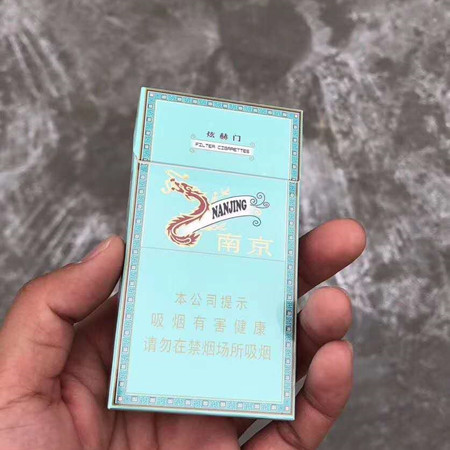 炫赫门
FILTER CIGARETTES
NANJING
南京
本公司提示
吸烟有害健康
请勿在禁烟场所吸烟